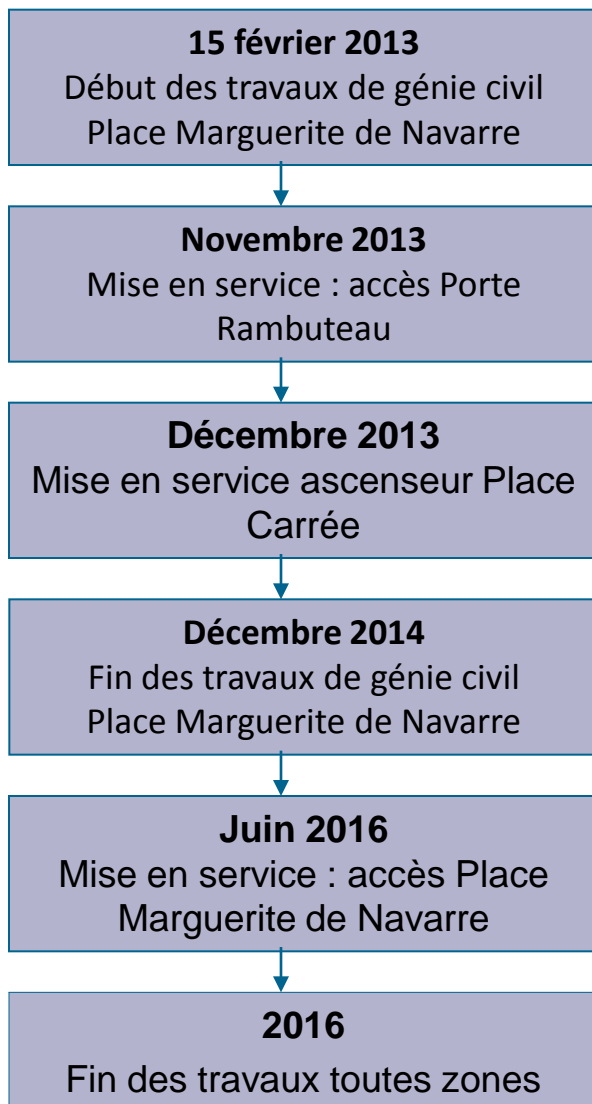 15 février 2013
Début des travaux de génie civil
Place Marguerite de Navarre
Novembre 2013
Mise en service : accès Porte
Rambuteau
Décembre 2013
Mise en service ascenseur Place
Carrée
Décembre 2014
Fin des travaux de génie civil
Place Marguerite de Navarre
Juin 2016
Mise en service : accès Place
Marguerite de Navarre
2016
Fin des travaux toutes zones